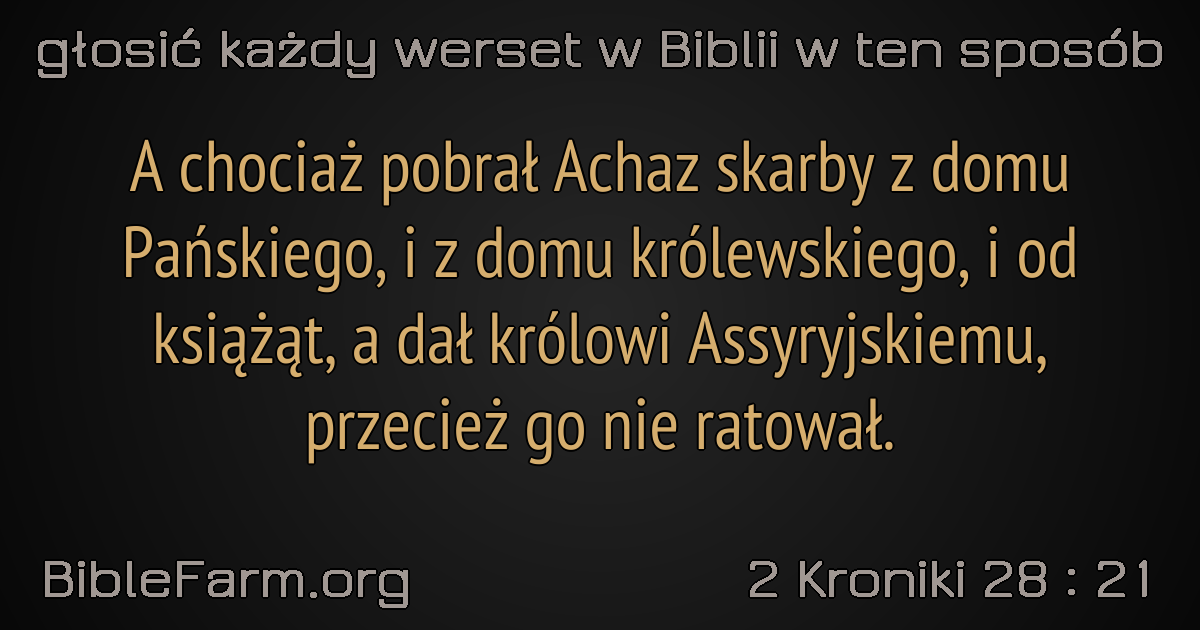 głosić każdy werset w Biblii w ten sposób
A chociaż pobrał Achaz skarby z domu
Pańskiego, i z domu królewskiego, i od
książąt, a dał królowi Assyryjskiemu,
przecież go nie ratował.
BibleFarm.org
2 Kroniki 28 : 21